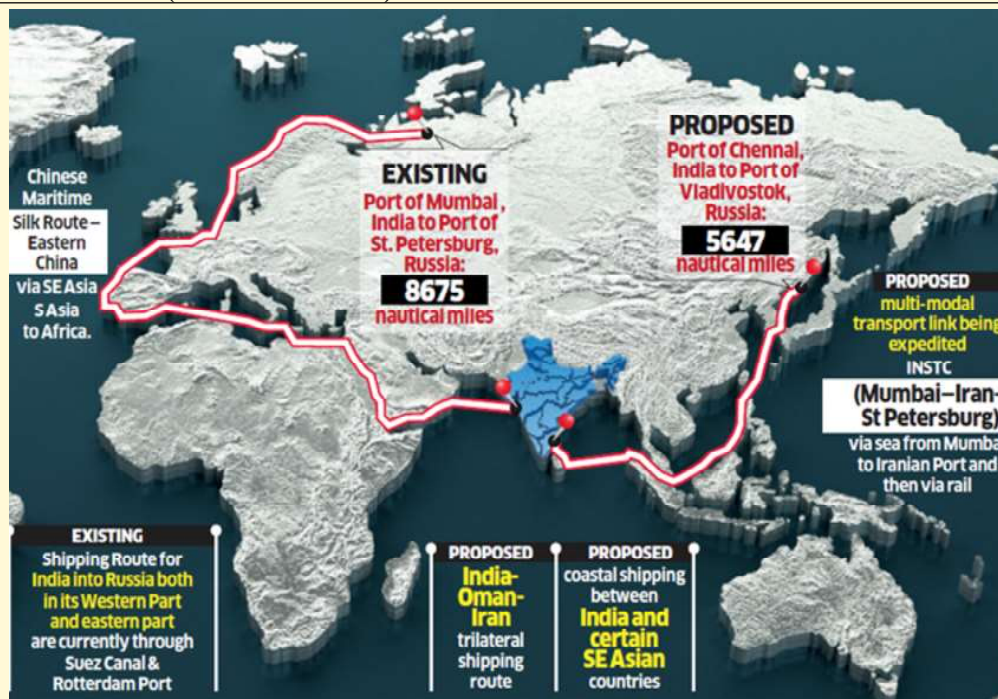 Chinese
Maritime
Silk Route –
Eastern
China
via SE Asia
S Asia
to Africa.
EXISTING
Port of Mumbai,
India to Port of
St. Petersburg,
Russia:
8675
nautical miles
PROPOSED
Port of Chennai,
India to Port of
Vladivostok,
Russia:
5647
nautical miles
PROPOSED
multi-modal
transport link being
expedited
INSTC
(Mumbai–Iran-
St Petersburg)
via sea from Mumba
to Iranian Port and
then via rail
EXISTING
Shipping Route for
India into Russia both
in its Western Part
and eastern part
are currently through
Suez Canal &
Rotterdam Port
PROPOSED
India-
Oman-
Iran
trilateral
shipping
route
PROPOSED
coastal shipping
between
India and
certain
SE Asian
countries